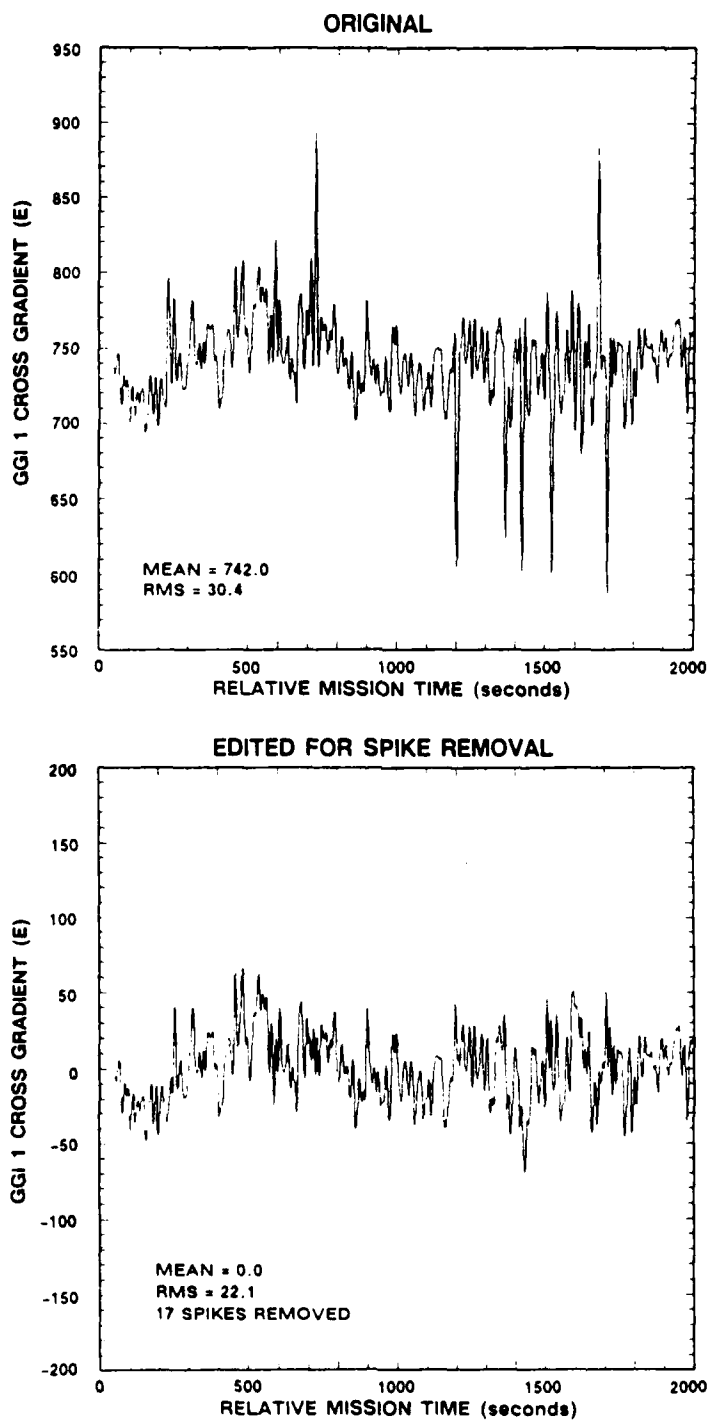 ORIGINAL
950
900
850
800
750
700
650
600
550
GGI 1 CROSS GRADIENT (E)
MEAN = 742.0
RMS = 30.4
0 500 1000 1500 2000
RELATIVE MISSION TIME (seconds)
EDITED FOR SPIKE REMOVAL
200
150
100
50
0
-50
-100
-150
-200
GGI 1 CROSS GRADIENT (E)
MEAN = 0.0
RMS = 22.1
17 SPIKES REMOVED
0 500 1000 1500 2000
RELATIVE MISSION TIME (seconds)